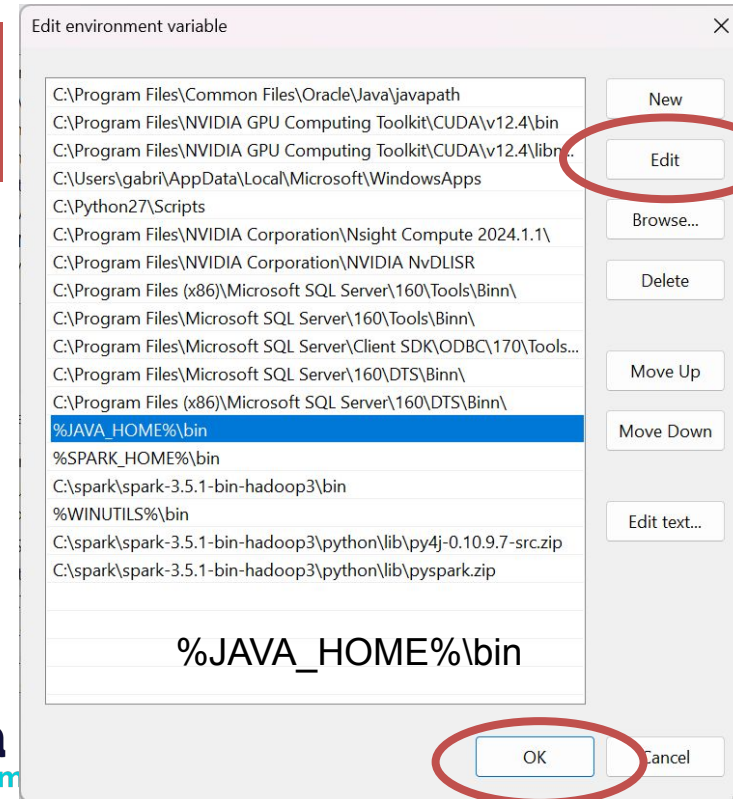 Edit environment variable
C:\Program Files\Common Files\Oracle\Java\javapath
New
C:\Program Files\NVIDIA GPU Computing Toolkit\CUDA\v12.4\bin
C:\Program Files\NVIDIA GPU Computing Toolkit\CUDA\v12.4\libn...
Edit
C:\Users\gabri\AppData\Local\Microsoft\WindowsApps
C:\Python27\Scripts
Browse...
C:\Program Files\NVIDIA Corporation\Nsight Compute 2024.1.1\
C:\Program Files\NVIDIA Corporation\NVIDIA NvDLISR
Delete
C:\Program Files (x86)\Microsoft SQL Server\160\Tools\Binn\
C:\Program Files\Microsoft SQL Server\160\Tools\Binn\
C:\Program Files\Microsoft SQL Server\Client SDK\ODBC\170\Tools...
Move Up
C:\Program Files\Microsoft SQL Server\160\DTS\Binn\
C:\Program Files (x86)\Microsoft SQL Server\160\DTS\Binn\
%JAVA_HOME%\bin
Move Down
%SPARK_HOME%\bin
C:\spark\spark-3.5.1-bin-hadoop3\bin
%WINUTILS%\bin
Edit text...
C:\spark\spark-3.5.1-bin-hadoop3\python\lib\py4j-0.10.9.7-src.zip
C:\spark\spark-3.5.1-bin-hadoop3\python\lib\pyspark.zip
%JAVA_HOME%\bin
OK
Cancel